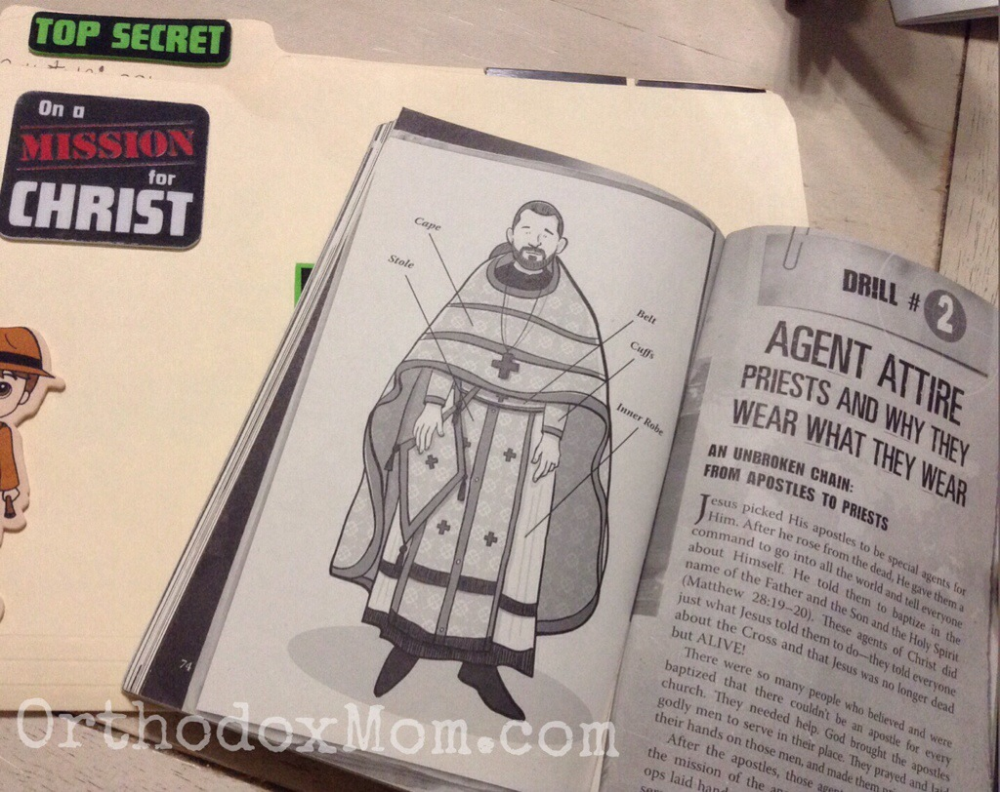 TOP SECRET
On a
MISSION
for
CHRIST
Cape
Stole
Belt
Cuffs
Inner Robe
74
DRILL # 2
AGENT ATTIRE
PRIESTS AND WHY THEY
WEAR WHAT THEY WEAR
AN UNBROKEN CHAIN:
FROM APOSTLES TO PRIESTS
Jesus picked His apostles to be special agents for
Him. After he rose from the dead, He gave them a
command to go into all the world and tell everyone
about Himself. He told them to baptize in the
name of the Father and the Son and the Holy Spirit
(Matthew 28:19–20). These agents of Christ did
just what Jesus told them to do—they told everyone
about the Cross and that Jesus was no longer dead
but ALIVE!
There were so many people who believed and were
baptized that there couldn't be an apostle for every
church. They needed help. God brought the apostles
godly men to serve in their place. They prayed and laid
their hands on those men, and made them
After the apostles, those
the mission of the
ops laid
OrthodoxMom.com